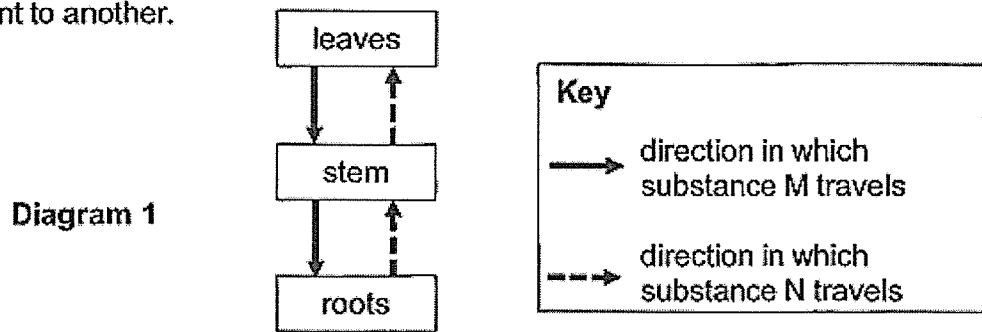 nt to another.
leaves
stem
roots
Diagram 1
Key
direction in which
substance M travels
direction in which
substance N travels